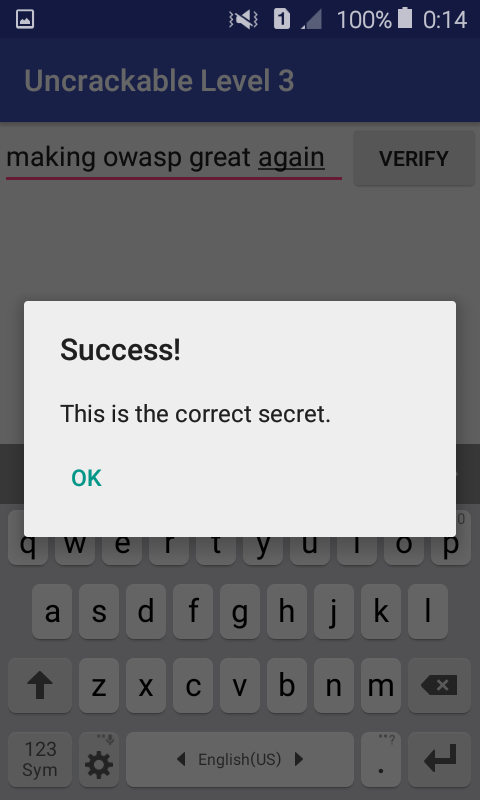 1 100% 0:14
Uncrackable Level 3
making owasp great again VERIFY
Success!
This is the correct secret.
OK
0
q w e r t y u i o p
a s d f g h j k l
z x c v b n m
123
Sym
English(US)
?
.